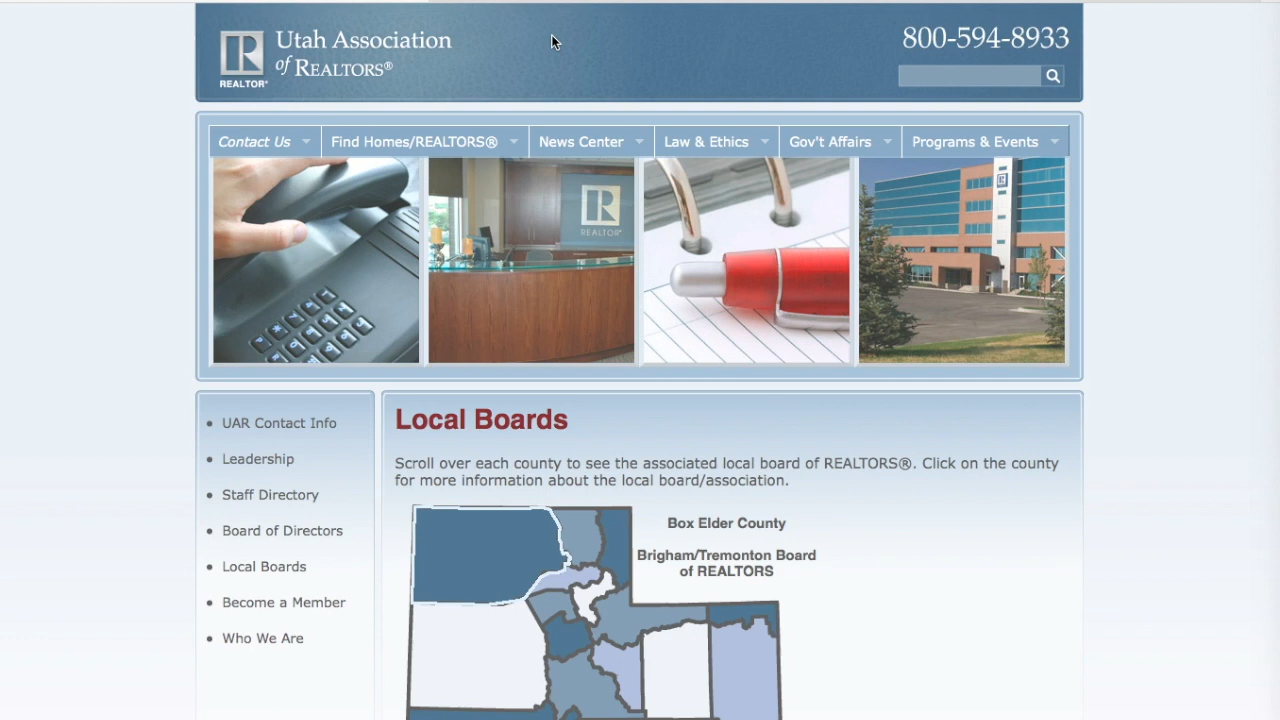 Utah Association
of REALTORS®
REALTOR®
800-594-8933
Contact Us
Find Homes/REALTORS®
News Center
Law & Ethics
Gov't Affairs
Programs & Events
REALTOR®
UAR Contact Info
Leadership
Staff Directory
Board of Directors
Local Boards
Become a Member
Who We Are
Local Boards
Scroll over each county to see the associated local board of REALTORS®. Click on the county
for more information about the local board/association.
Box Elder County
Brigham/Tremonton Board
of REALTORS